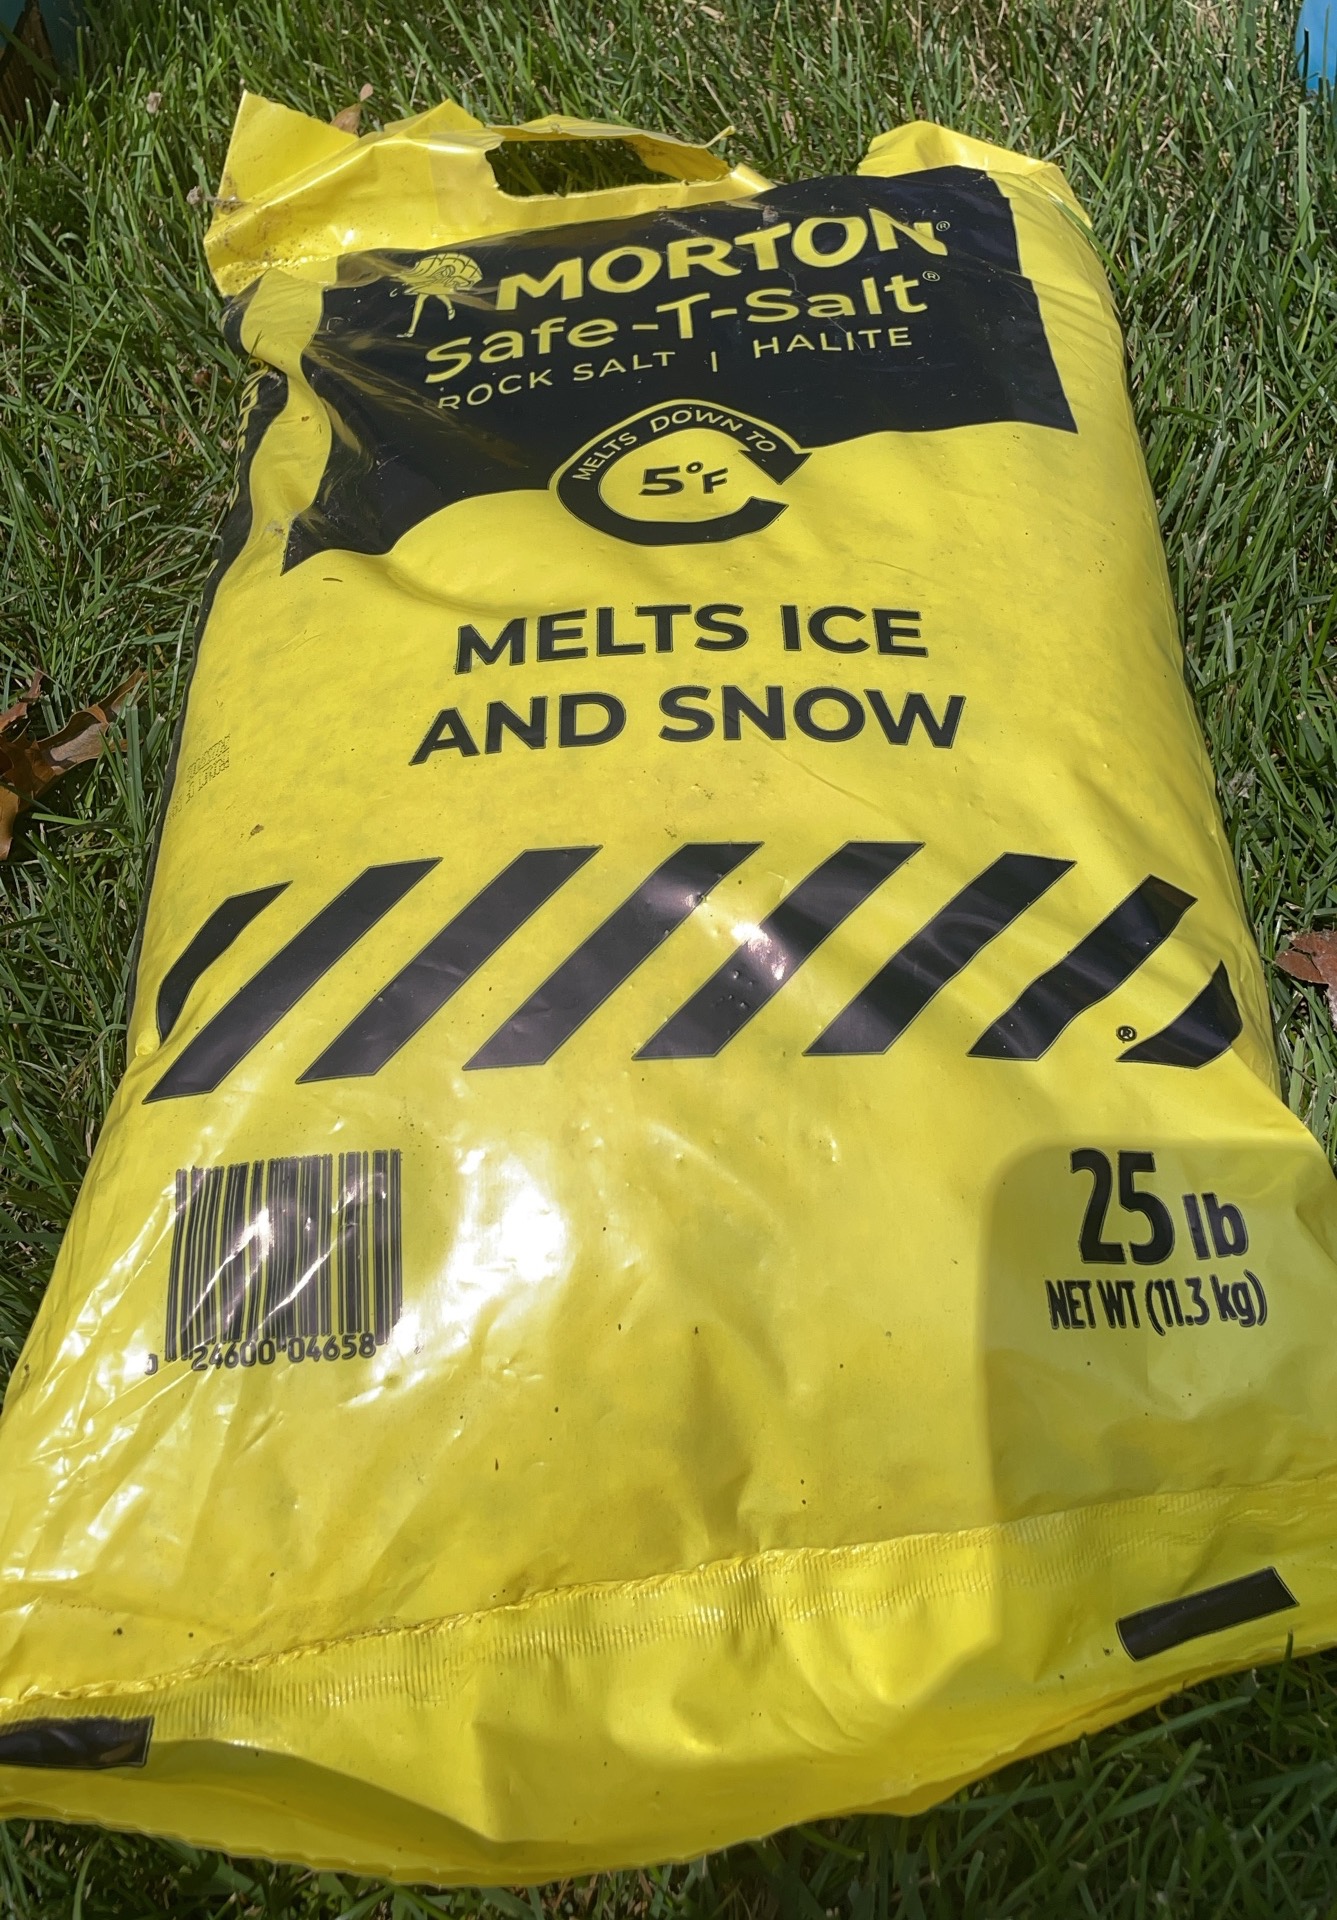 MORTON®
Safe-T-Salt®
ROCK SALT | HALITE
MELTS DOWN TO
5°F
MELTS ICE
AND SNOW
®
25 lb
NET WT (11.3 kg)
0 24600 04658